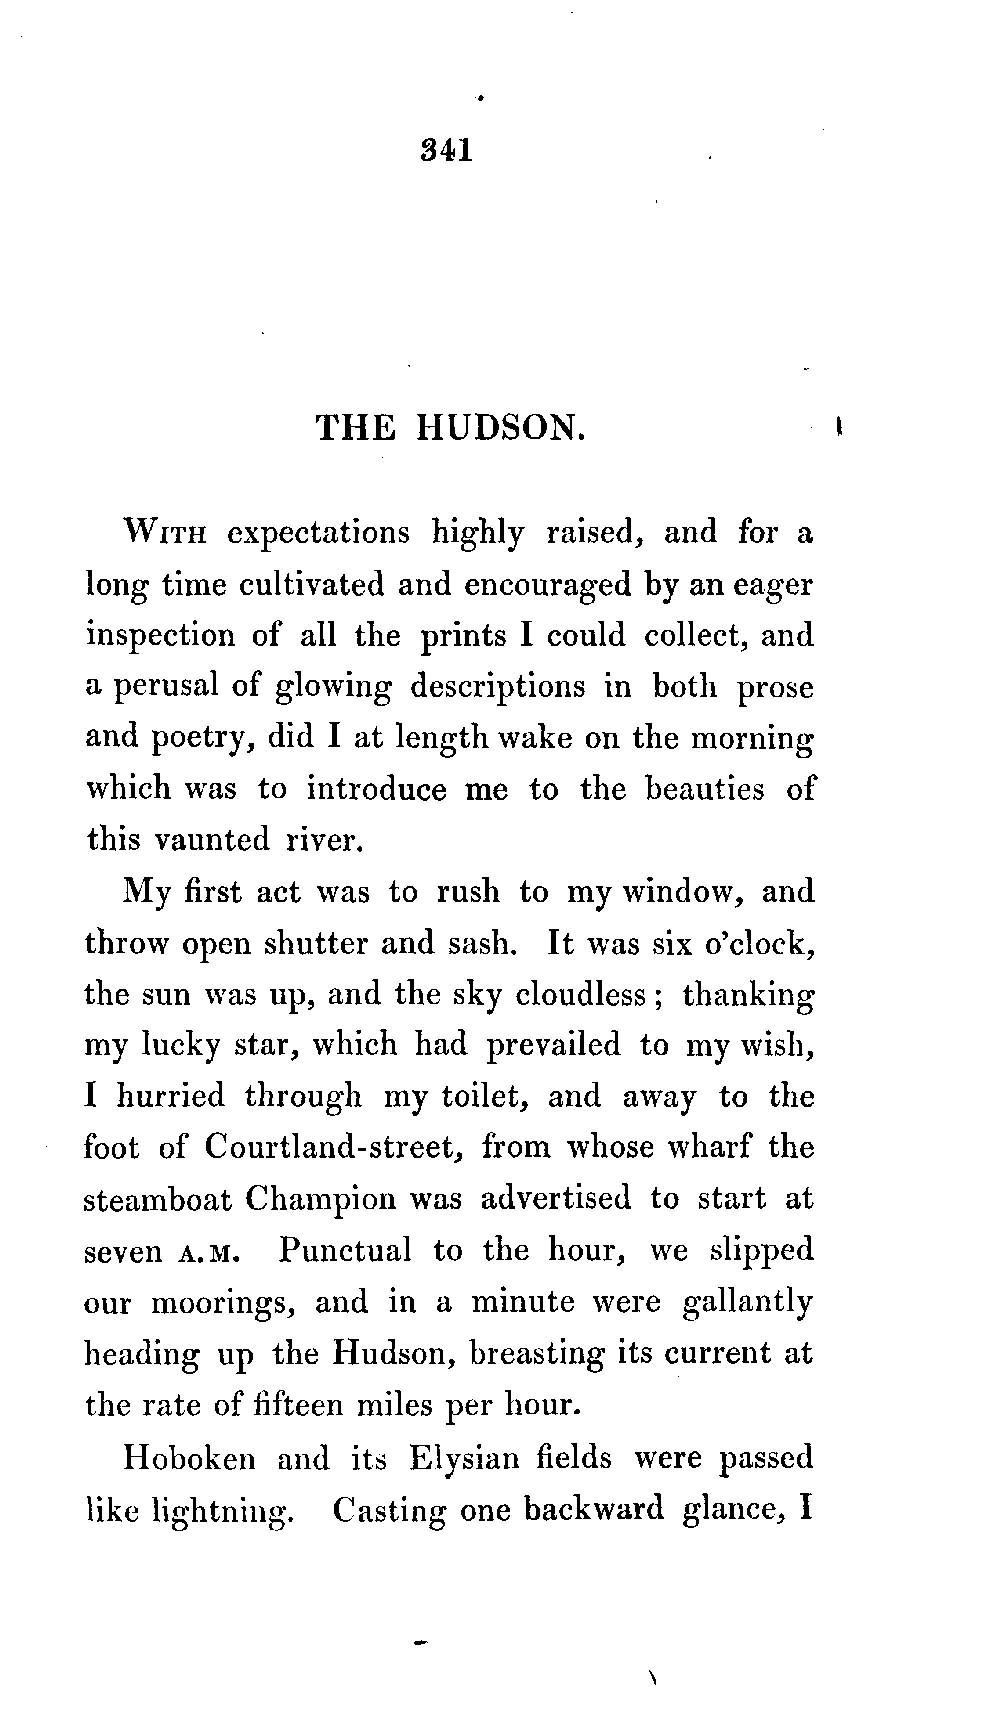 341
THE HUDSON.
With expectations highly raised, and for a
long time cultivated and encouraged by an eager
inspection of all the prints I could collect, and
a perusal of glowing descriptions in both prose
and poetry, did I at length wake on the morning
which was to introduce me to the beauties of
this vaunted river.
My first act was to rush to my window, and
throw open shutter and sash. It was six o'clock,
the sun was up, and the sky cloudless ; thanking
my lucky star, which had prevailed to my wish,
I hurried through my toilet, and away to the
foot of Courtland-street, from whose wharf the
steamboat Champion was advertised to start at
seven A.M. Punctual to the hour, we slipped
our moorings, and in a minute were gallantly
heading up the Hudson, breasting its current at
the rate of fifteen miles per hour.
Hoboken and its Elysian fields were passed
like lightning. Casting one backward glance, I